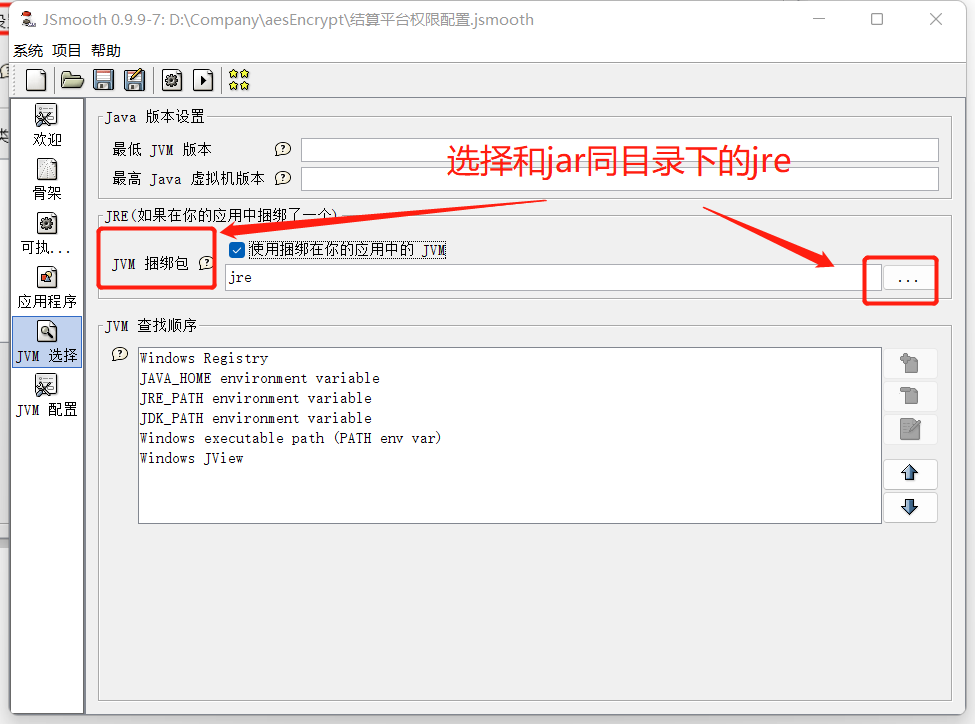 JSmooth 0.9.9-7: D:\Company\aesEncrypt\结算平台权限配置.jsmooth
系统 项目 帮助
欢迎
骨架
可执...
应用程序
JVM 选择
JVM 配置
Java 版本设置
最低 JVM 版本
最高 Java 虚拟机版本
选择和jar同目录下的jre
JRE(如果在你的应用中捆绑了一个)
JVM 捆绑包
使用捆绑在你的应用中的 JVM
jre
...
JVM 查找顺序
Windows Registry
JAVA_HOME environment variable
JRE_PATH environment variable
JDK_PATH environment variable
Windows executable path (PATH env var)
Windows JView